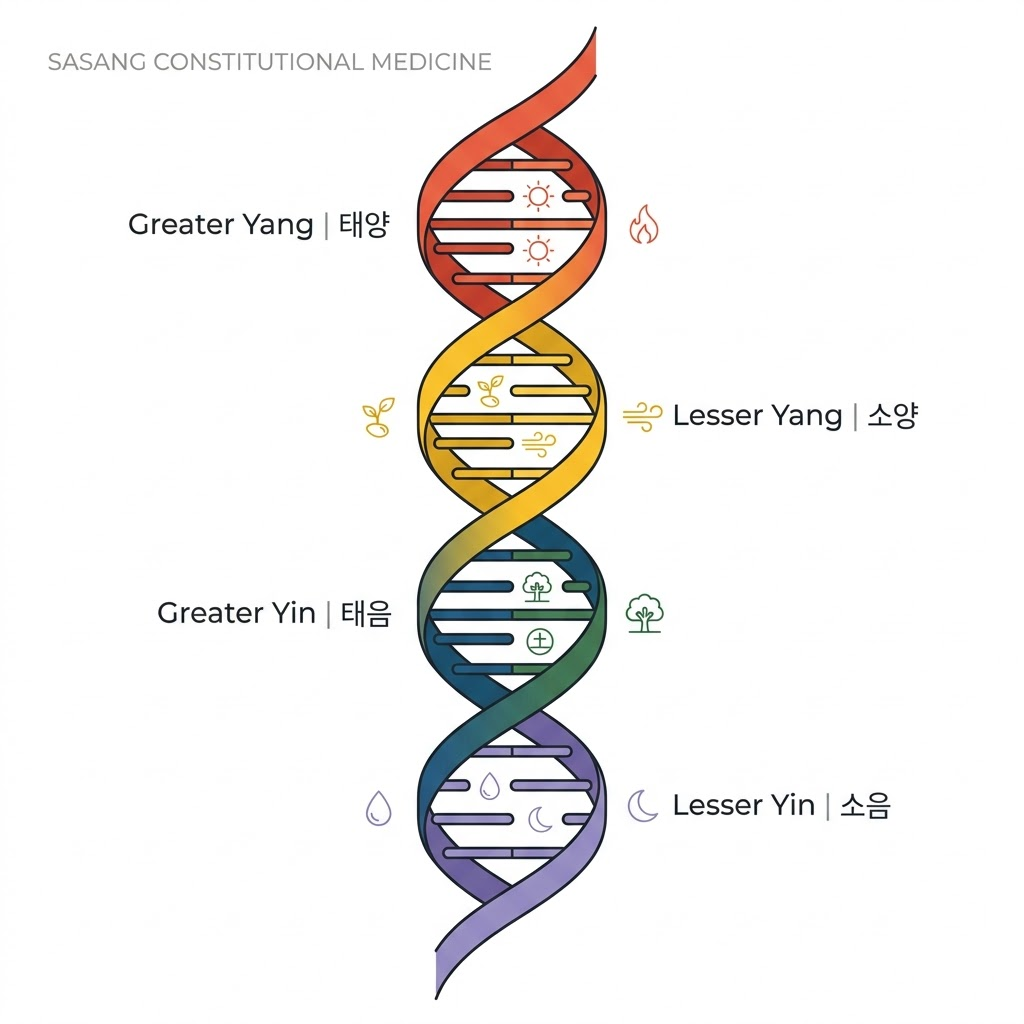 SASANG CONSTITUTIONAL MEDICINE
Greater Yang | 태양
Lesser Yang | 소양
Greater Yin | 태음
土
Lesser Yin | 소음